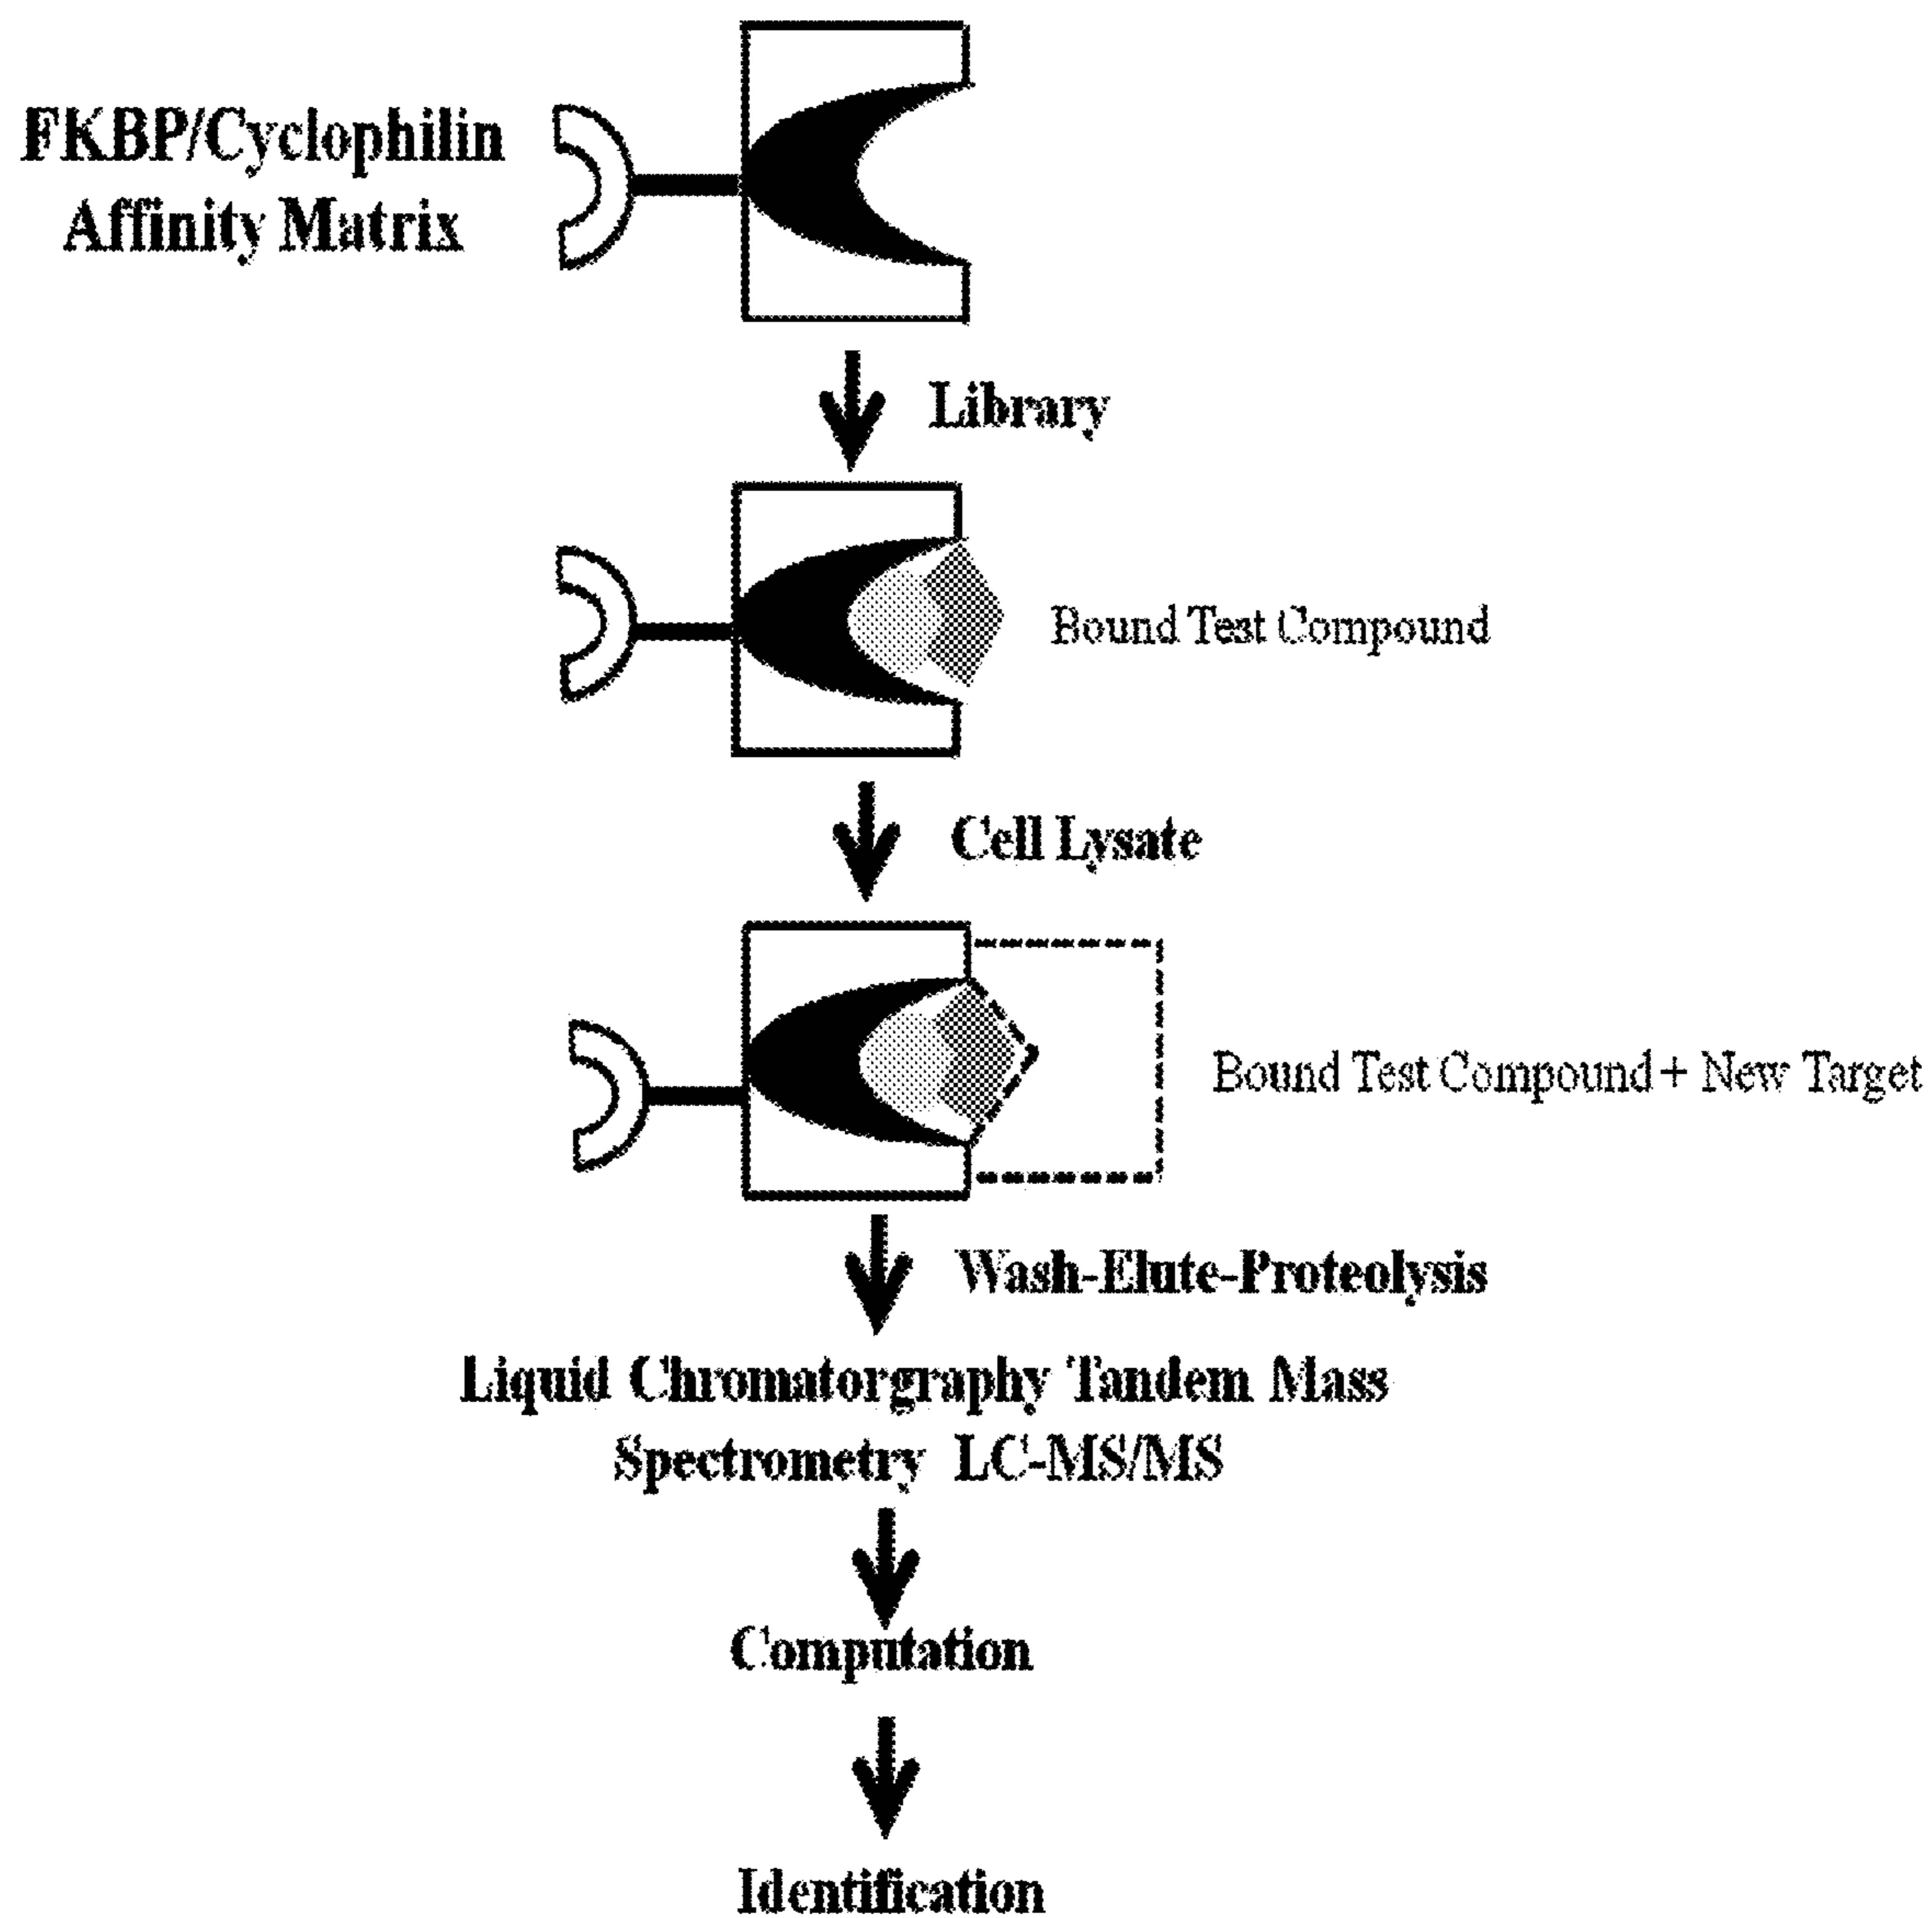 FKBP/Cyclophilin
Affinity Matrix
Library
Bound Test Compound
Cell Lysate
Bound Test Compound + New Target
Wash-Elute-Proteolysis
Liquid Chromatorgraphy Tandem Mass
Spectrometry LC-MS/MS
Computation
Identification